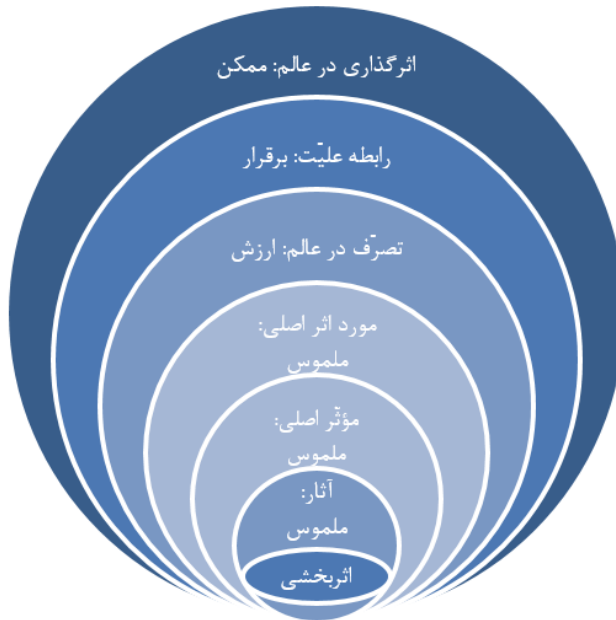 اثرگذاری در عالم: ممکن
رابطه علیّت: برقرار
تصرّف در عالم: ارزش
مورد اثر اصلی:
ملموس
مؤثّر اصلی:
ملموس
آثار:
ملموس
اثربخشی